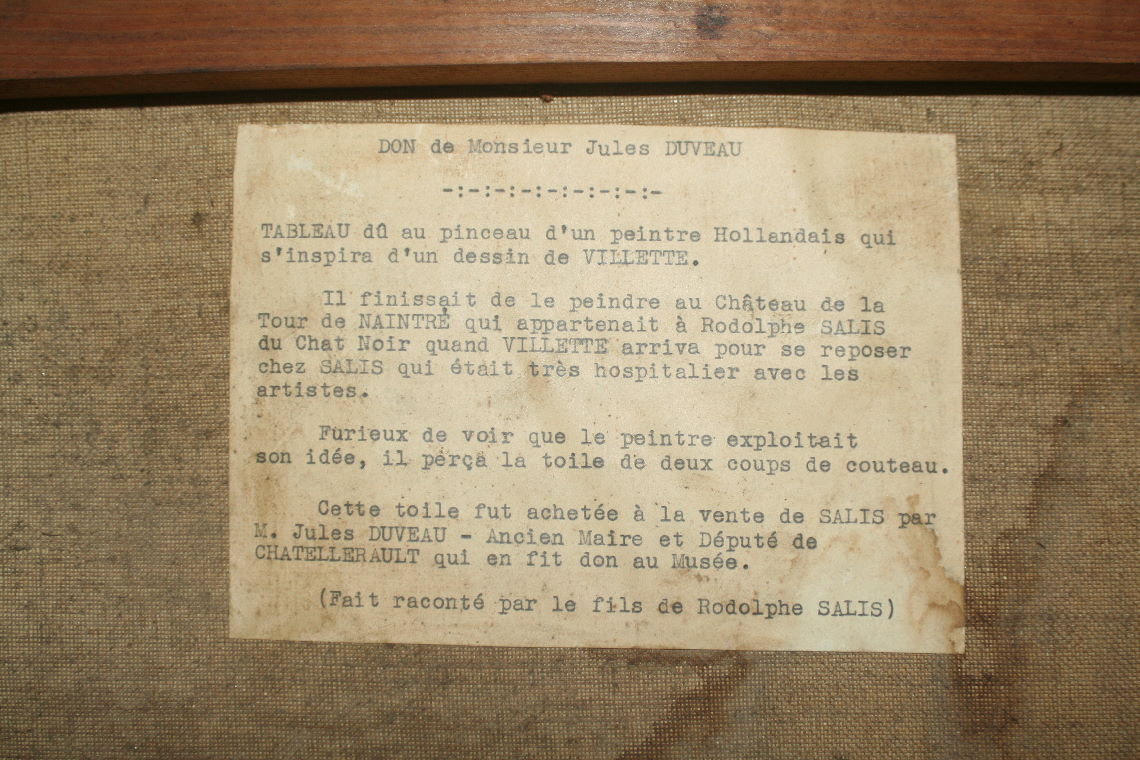 DON de Monsieur Jules DUVEAU
-:-:-:-:-:-:-:-:-
TABLEAU dû au pinceau d'un peintre Hollandais qui
s'inspira d'un dessin de VILLETTE.
Il finissait de le peindre au Château de la
Tour de NAINTRÉ qui appartenait à Rodolphe SALIS
du Chat Noir quand VILLETTE arriva pour se reposer
chez SALIS qui était très hospitalier avec les
artistes.
Furieux de voir que le peintre exploitait
son idée, il perça la toile de deux coups de couteau.
Cette toile fut achetée à la vente de SALIS par
M. Jules DUVEAU - Ancien Maire et Député de
CHATELLERAULT qui en fit don au Musée.
(Fait raconté par le fils de Rodolphe SALIS)